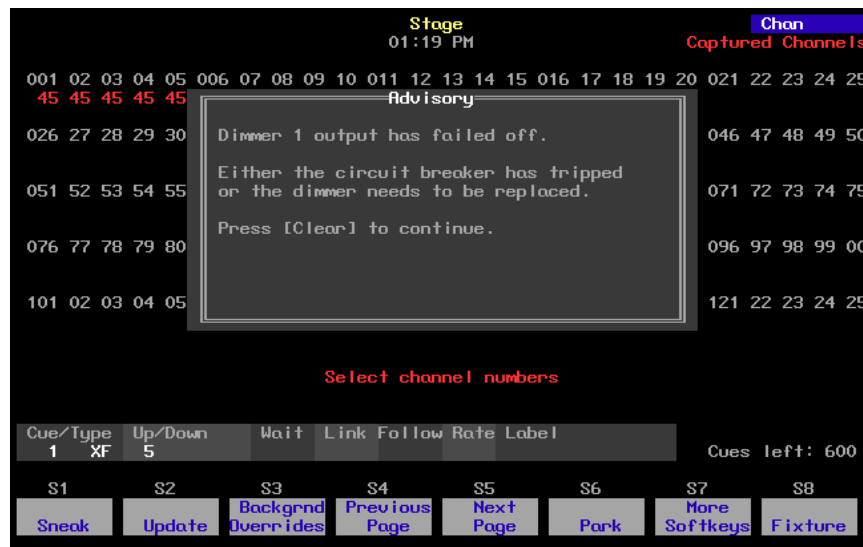 Stage
Chan
01:19 PM
Captured Channels
001 02 03 04 05 006 07 08 09 10 011 12 13 14 15 016 17 18 19 20 021 22 23 24 25
45 45 45 45 45
Advisory
026 27 28 29 30 Dimmer 1 output has failed off. 046 47 48 49 50
Either the circuit breaker has tripped
051 52 53 54 55 or the dimmer needs to be replaced. 071 72 73 74 75
Press [Clear] to continue.
076 77 78 79 80 096 97 98 99 00
101 02 03 04 05 121 22 23 24 25
Select channel numbers
Cue/Type Up/Down Wait Link Follow Rate Label
1 XF 5 Cues left: 600
S1 S2 S3 S4 S5 S6 S7 S8
Sneak Update Backgrnd Overrides Previous Page Next Page Park More Softkeys Fixture